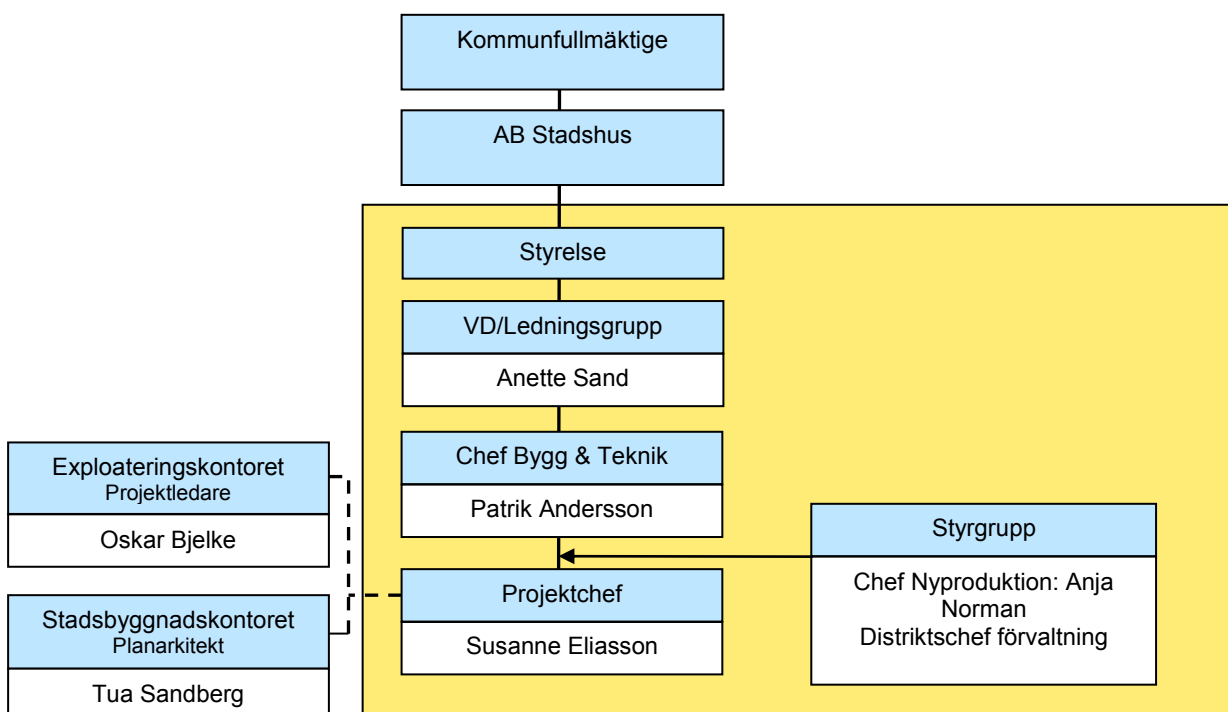 Kommunfullmäktige
AB Stadshus
Styrelse
VD/Ledningsgrupp
Anette Sand
Chef Bygg & Teknik
Patrik Andersson
Exploateringskontoret
Projektledare
Oskar Bjelke
Styrgrupp
Chef Nyproduktion: Anja
Norman
Distriktschef förvaltning
Projektchef
Susanne Eliasson
Stadsbyggnadskontoret
Planarkitekt
Tua Sandberg